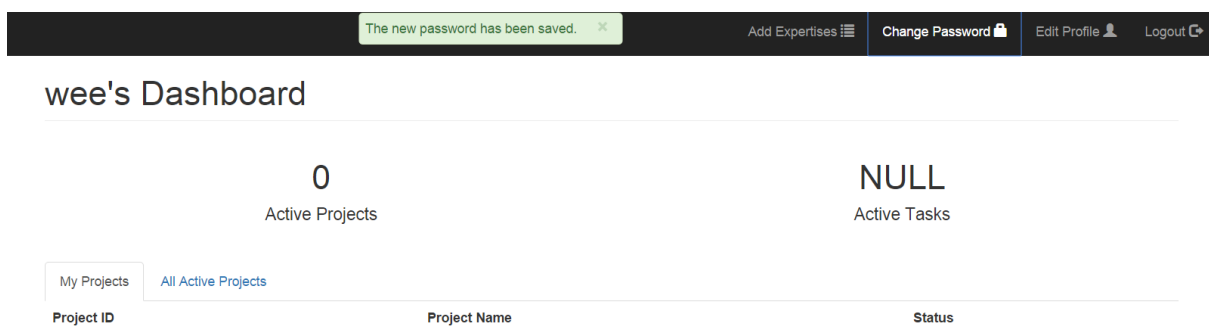 The new password has been saved. ×
Add Expertises Change Password Edit Profile Logout
wee's Dashboard
0 NULL
Active Projects Active Tasks
My Projects All Active Projects
Project ID Project Name Status